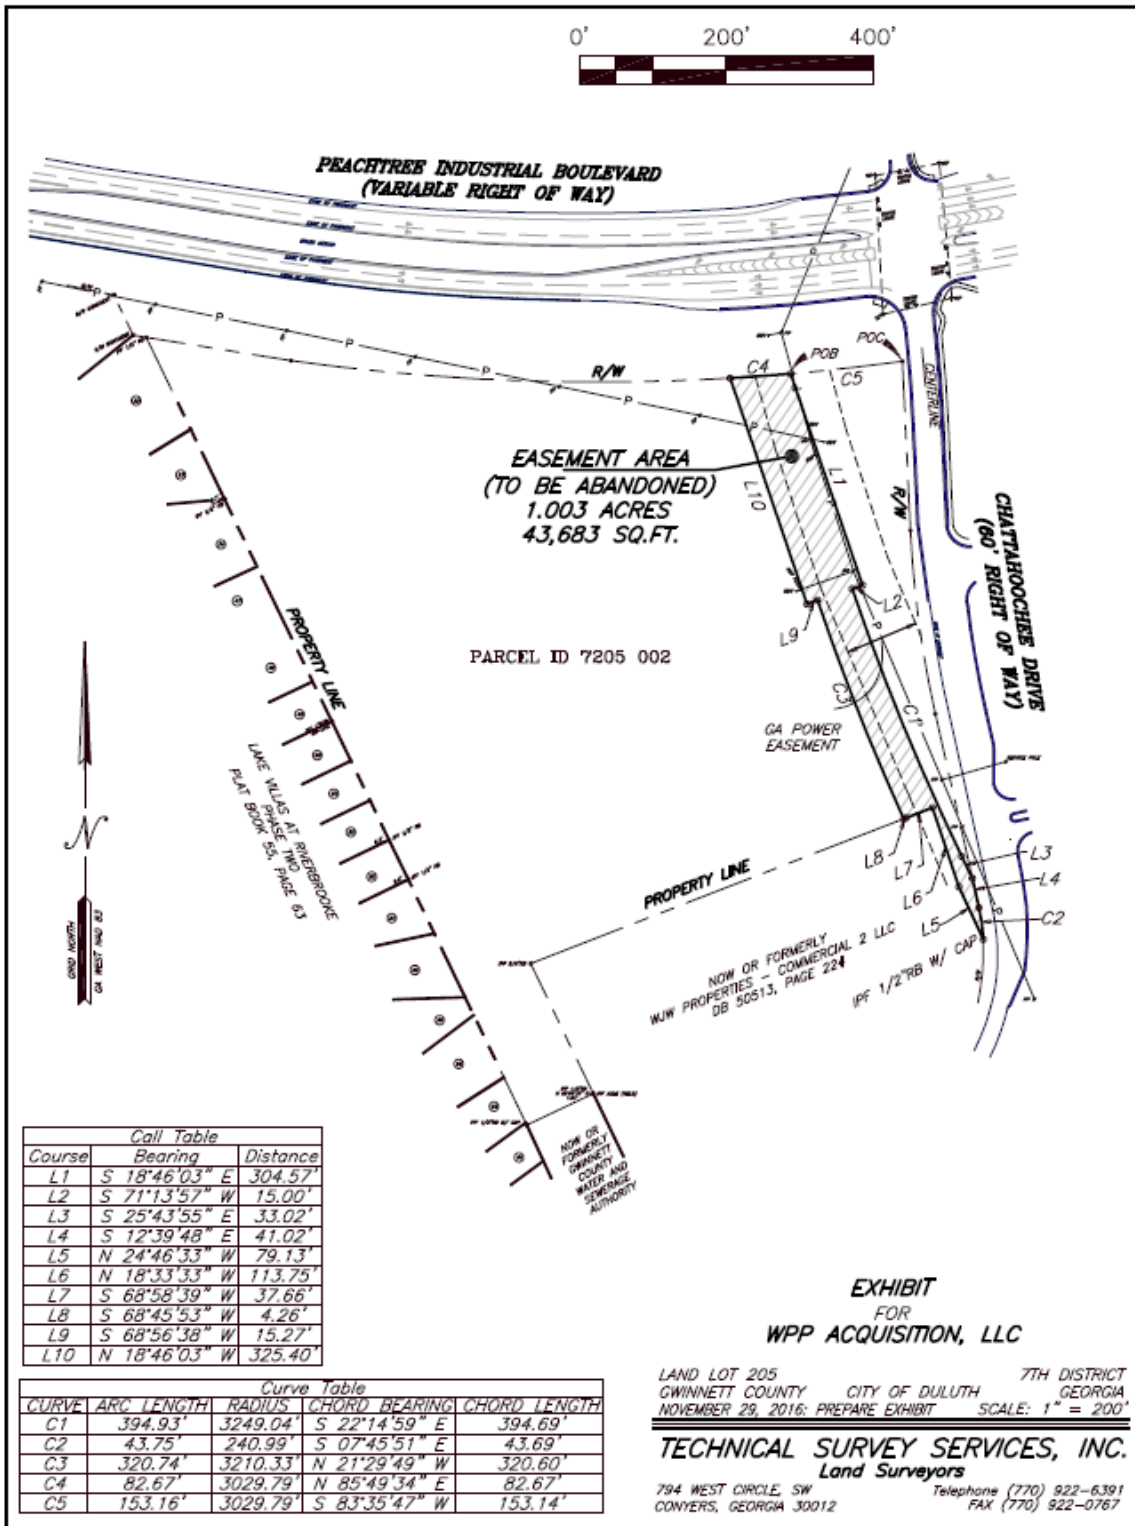 0' 200' 400'
PEACHTREE INDUSTRIAL BOULEVARD
(VARIABLE RIGHT OF WAY)
C4
POB
POC
C5
R/W
CENTERLINE
P
P
P
P
P
EASEMENT AREA
(TO BE ABANDONED)
1.003 ACRES
43,683 SQ.FT.
L10
L1
R/W
CHATTAHOOCHEE DRIVE
(60' RIGHT OF WAY)
L2
L9
P
PROPERTY LINE
PARCEL ID 7205 002
C3
C1
GA POWER
EASEMENT
LAKE VILLAS AT RIVERBROOKE
PHASE TWO
PLAT BOOK 55, PAGE 63
N
GRID NORTH
GA WEST NAD 83
L8
L7
L6
L5
L3
L4
C2
P
PROPERTY LINE
NOW OR FORMERLY
WJW PROPERTIES - COMMERCIAL 2 LLC
DB 50513, PAGE 224
IPF 1/2"RB W/ CAP
NOW OR
FORMERLY
GWINNETT
COUNTY
WATER AND
SEWERAGE
AUTHORITY
Call Table
Course Bearing Distance
L1 S 18°46'03" E 304.57'
L2 S 71°13'57" W 15.00'
L3 S 25°43'55" E 33.02'
L4 S 12°39'48" E 41.02'
L5 N 24°46'33" W 79.13'
L6 N 18°33'33" W 113.75'
L7 S 68°58'39" W 37.66'
L8 S 68°45'53" W 4.26'
L9 S 68°56'38" W 15.27'
L10 N 18°46'03" W 325.40'
Curve Table
CURVE ARC LENGTH RADIUS CHORD BEARING CHORD LENGTH
C1 394.93' 3249.04' S 22°14'59" E 394.69'
C2 43.75' 240.99' S 07°45'51" E 43.69'
C3 320.74' 3210.33' N 21°29'49" W 320.60'
C4 82.67' 3029.79' N 85°49'34" E 82.67'
C5 153.16' 3029.79' S 83°35'47" W 153.14'
EXHIBIT
FOR
WPP ACQUISITION, LLC
LAND LOT 205 7TH DISTRICT
GWINNETT COUNTY CITY OF DULUTH GEORGIA
NOVEMBER 29, 2016: PREPARE EXHIBIT SCALE: 1" = 200'
TECHNICAL SURVEY SERVICES, INC.
Land Surveyors
794 WEST CIRCLE, SW Telephone (770) 922-6391
CONYERS, GEORGIA 30012 FAX (770) 922-0767